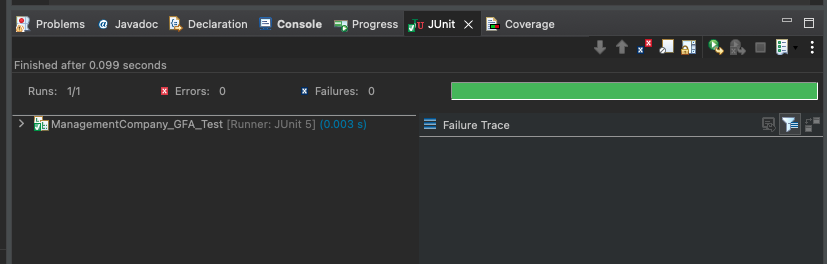 Problems @ Javadoc Declaration Console Progress JUnit Coverage
Finished after 0.099 seconds
Runs: 1/1 Errors: 0 Failures: 0
ManagementCompany_GFA_Test [Runner: JUnit 5] (0.003 s)
Failure Trace